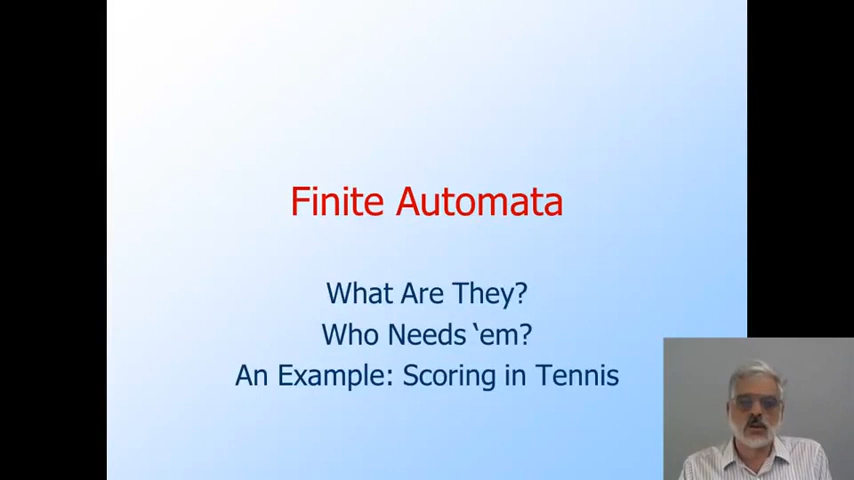 Finite Automata
What Are They?
Who Needs ‘em?
An Example: Scoring in Tennis